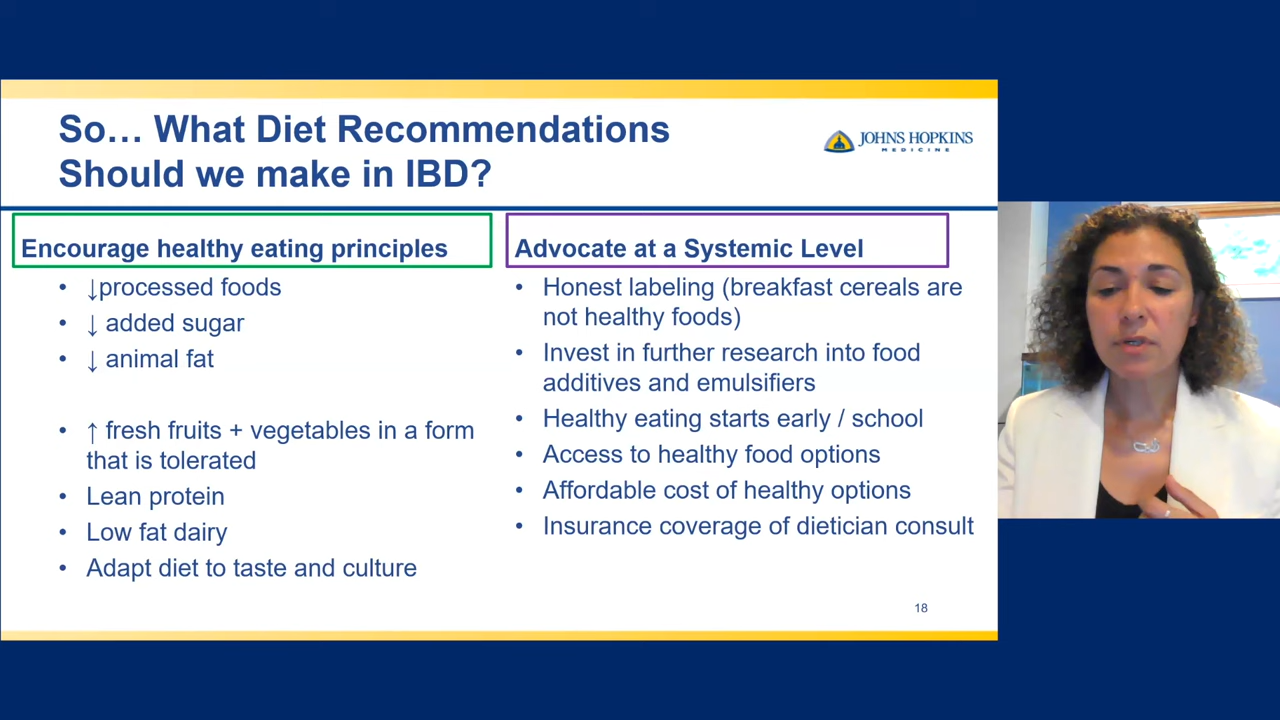 So… What Diet Recommendations
Should we make in IBD?
JOHNS HOPKINS
MEDICINE
Encourage healthy eating principles
• ↓processed foods
• ↓ added sugar
• ↓ animal fat
• ↑ fresh fruits + vegetables in a form
that is tolerated
• Lean protein
• Low fat dairy
• Adapt diet to taste and culture
Advocate at a Systemic Level
• Honest labeling (breakfast cereals are
not healthy foods)
• Invest in further research into food
additives and emulsifiers
• Healthy eating starts early / school
• Access to healthy food options
• Affordable cost of healthy options
• Insurance coverage of dietician consult
18